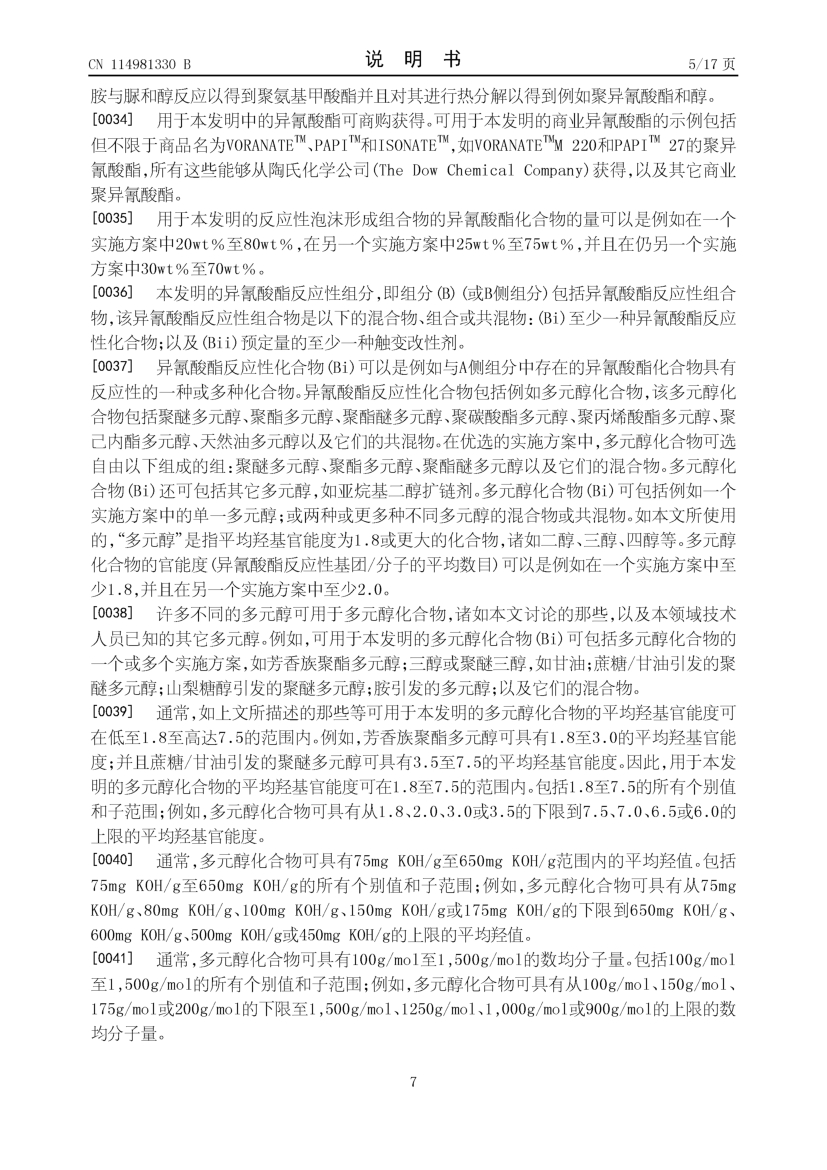 CN 114981330 B
说 明 书
5/17 页
胺与脲和醇反应以得到聚氨基甲酸酯并且对其进行热分解以得到例如聚异氰酸酯和醇。
[0034] 用于本发明中的异氰酸酯可商购获得。可用于本发明的商业异氰酸酯的示例包括
但不限于商品名为VORANATE™、PAPI™和ISONATE™,如VORANATE™M 220和PAPI™ 27的聚异
氰酸酯,所有这些能够从陶氏化学公司(The Dow Chemical Company)获得,以及其它商业
聚异氰酸酯。
[0035] 用于本发明的反应性泡沫形成组合物的异氰酸酯化合物的量可以是例如在一个
实施方案中20wt%至80wt%,在另一个实施方案中25wt%至75wt%,并且在仍另一个实施
方案中30wt%至70wt%。
[0036] 本发明的异氰酸酯反应性组分,即组分(B)(或B侧组分)包括异氰酸酯反应性组合
物,该异氰酸酯反应性组合物是以下的混合物、组合或共混物:(Bi)至少一种异氰酸酯反应
性化合物;以及(Bii)预定量的至少一种触变改性剂。
[0037] 异氰酸酯反应性化合物(Bi)可以是例如与A侧组分中存在的异氰酸酯化合物具有
反应性的一种或多种化合物。异氰酸酯反应性化合物包括例如多元醇化合物,该多元醇化
合物包括聚醚多元醇、聚酯多元醇、聚酯醚多元醇、聚碳酸酯多元醇、聚丙烯酸酯多元醇、聚
己内酯多元醇、天然油多元醇以及它们的共混物。在优选的实施方案中,多元醇化合物可选
自由以下组成的组:聚醚多元醇、聚酯多元醇、聚酯醚多元醇以及它们的混合物。多元醇化
合物(Bi)还可包括其它多元醇,如亚烷基二醇扩链剂。多元醇化合物(Bi)可包括例如一个
实施方案中的单一多元醇;或两种或更多种不同多元醇的混合物或共混物。如本文所使用
的,“多元醇”是指平均羟基官能度为1.8或更大的化合物,诸如二醇、三醇、四醇等。多元醇
化合物的官能度(异氰酸酯反应性基团/分子的平均数目)可以是例如在一个实施方案中至
少1.8,并且在另一个实施方案中至少2.0。
[0038] 许多不同的多元醇可用于多元醇化合物,诸如本文讨论的那些,以及本领域技术
人员已知的其它多元醇。例如,可用于本发明的多元醇化合物(Bi)可包括多元醇化合物的
一个或多个实施方案,如芳香族聚酯多元醇;三醇或聚醚三醇,如甘油;蔗糖/甘油引发的聚
醚多元醇;山梨糖醇引发的聚醚多元醇;胺引发的多元醇;以及它们的混合物。
[0039] 通常,如上文所描述的那些等可用于本发明的多元醇化合物的平均羟基官能度可
在低至1.8至高达7.5的范围内。例如,芳香族聚酯多元醇可具有1.8至3.0的平均羟基官能
度;并且蔗糖/甘油引发的聚醚多元醇可具有3.5至7.5的平均羟基官能度。因此,用于本发
明的多元醇化合物的平均羟基官能度可在1.8至7.5的范围内。包括1.8至7.5的所有个别值
和子范围;例如,多元醇化合物可具有从1.8、2.0、3.0或3.5的下限到7.5、7.0、6.5或6.0的
上限的平均羟基官能度。
[0040] 通常,多元醇化合物可具有75mg KOH/g至650mg KOH/g范围内的平均羟值。包括
75mg KOH/g至650mg KOH/g的所有个别值和子范围;例如,多元醇化合物可具有从75mg
KOH/g、80mg KOH/g、100mg KOH/g、150mg KOH/g或175mg KOH/g的下限到650mg KOH/g、
600mg KOH/g、500mg KOH/g或450mg KOH/g的上限的平均羟值。
[0041] 通常,多元醇化合物可具有100g/mol至1,500g/mol的数均分子量。包括100g/mol
至1,500g/mol的所有个别值和子范围;例如,多元醇化合物可具有从100g/mol、150g/mol、
175g/mol或200g/mol的下限至1,500g/mol、1250g/mol、1,000g/mol或900g/mol的上限的数
均分子量。
7